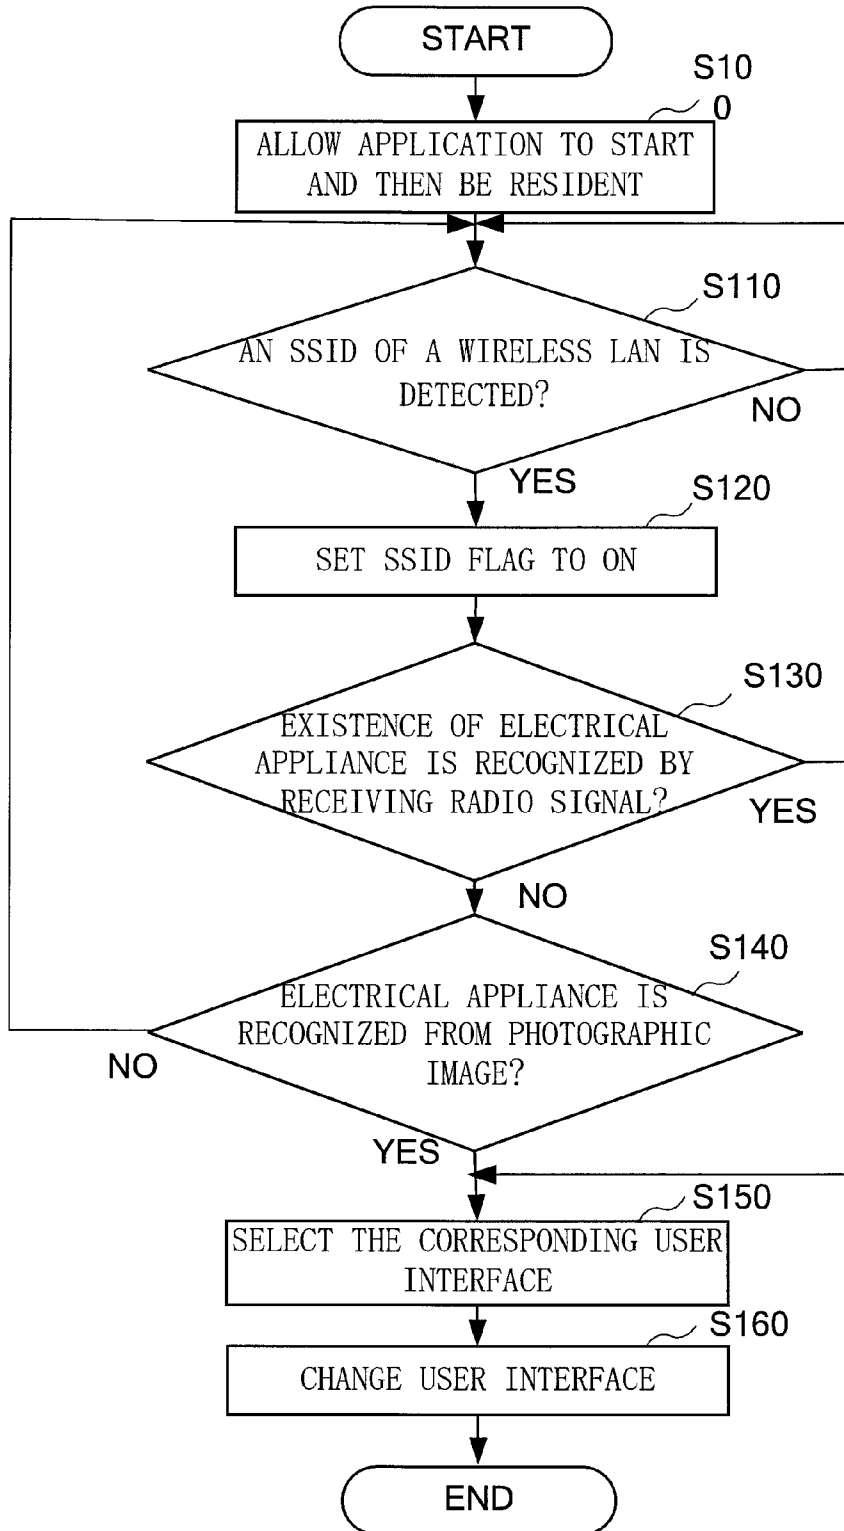 START
S10
0
ALLOW APPLICATION TO START
AND THEN BE RESIDENT
S110
AN SSID OF A WIRELESS LAN IS
DETECTED?
NO
YES
S120
SET SSID FLAG TO ON
S130
EXISTENCE OF ELECTRICAL
APPLIANCE IS RECOGNIZED BY
RECEIVING RADIO SIGNAL?
YES
NO
S140
ELECTRICAL APPLIANCE IS
RECOGNIZED FROM PHOTOGRAPHIC
IMAGE?
NO
YES
S150
SELECT THE CORRESPONDING USER
INTERFACE
S160
CHANGE USER INTERFACE
END